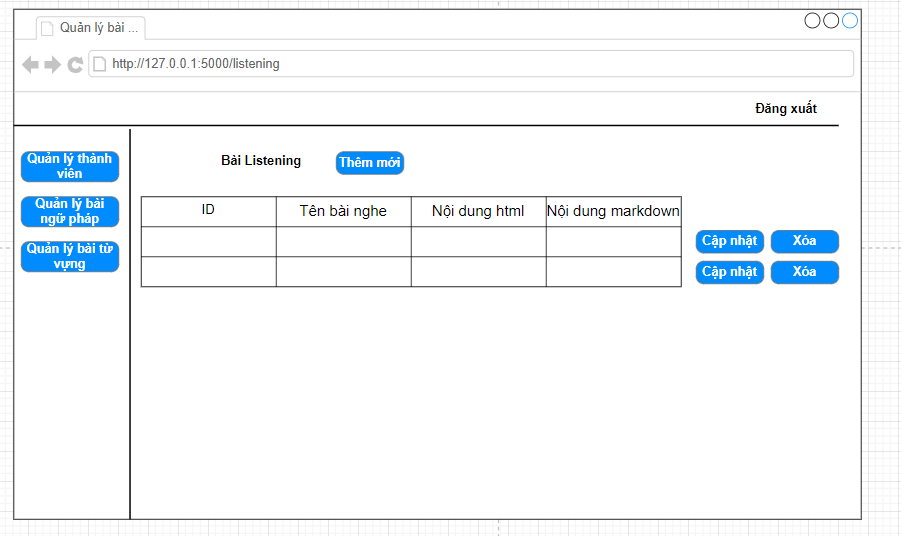 Quản lý bài ...
http://127.0.0.1:5000/listening
Đăng xuất
Quản lý thành
viên
Quản lý bài
ngữ pháp
Quản lý bài từ
vựng
Bài Listening
Thêm mới
ID
Tên bài nghe
Nội dung html
Nội dung markdown
Cập nhật
Xóa
Cập nhật
Xóa